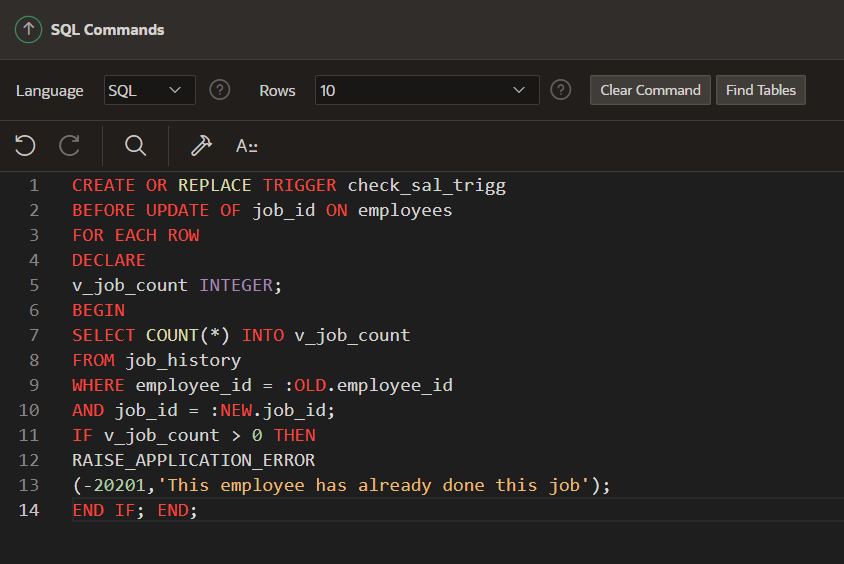 SQL Commands
Language SQL Rows 10 Clear Command Find Tables
A::
1 CREATE OR REPLACE TRIGGER check_sal_trigg
2 BEFORE UPDATE OF job_id ON employees
3 FOR EACH ROW
4 DECLARE
5 v_job_count INTEGER;
6 BEGIN
7 SELECT COUNT(*) INTO v_job_count
8 FROM job_history
9 WHERE employee_id = :OLD.employee_id
10 AND job_id = :NEW.job_id;
11 IF v_job_count > 0 THEN
12 RAISE_APPLICATION_ERROR
13 (-20201,'This employee has already done this job');
14 END IF; END;